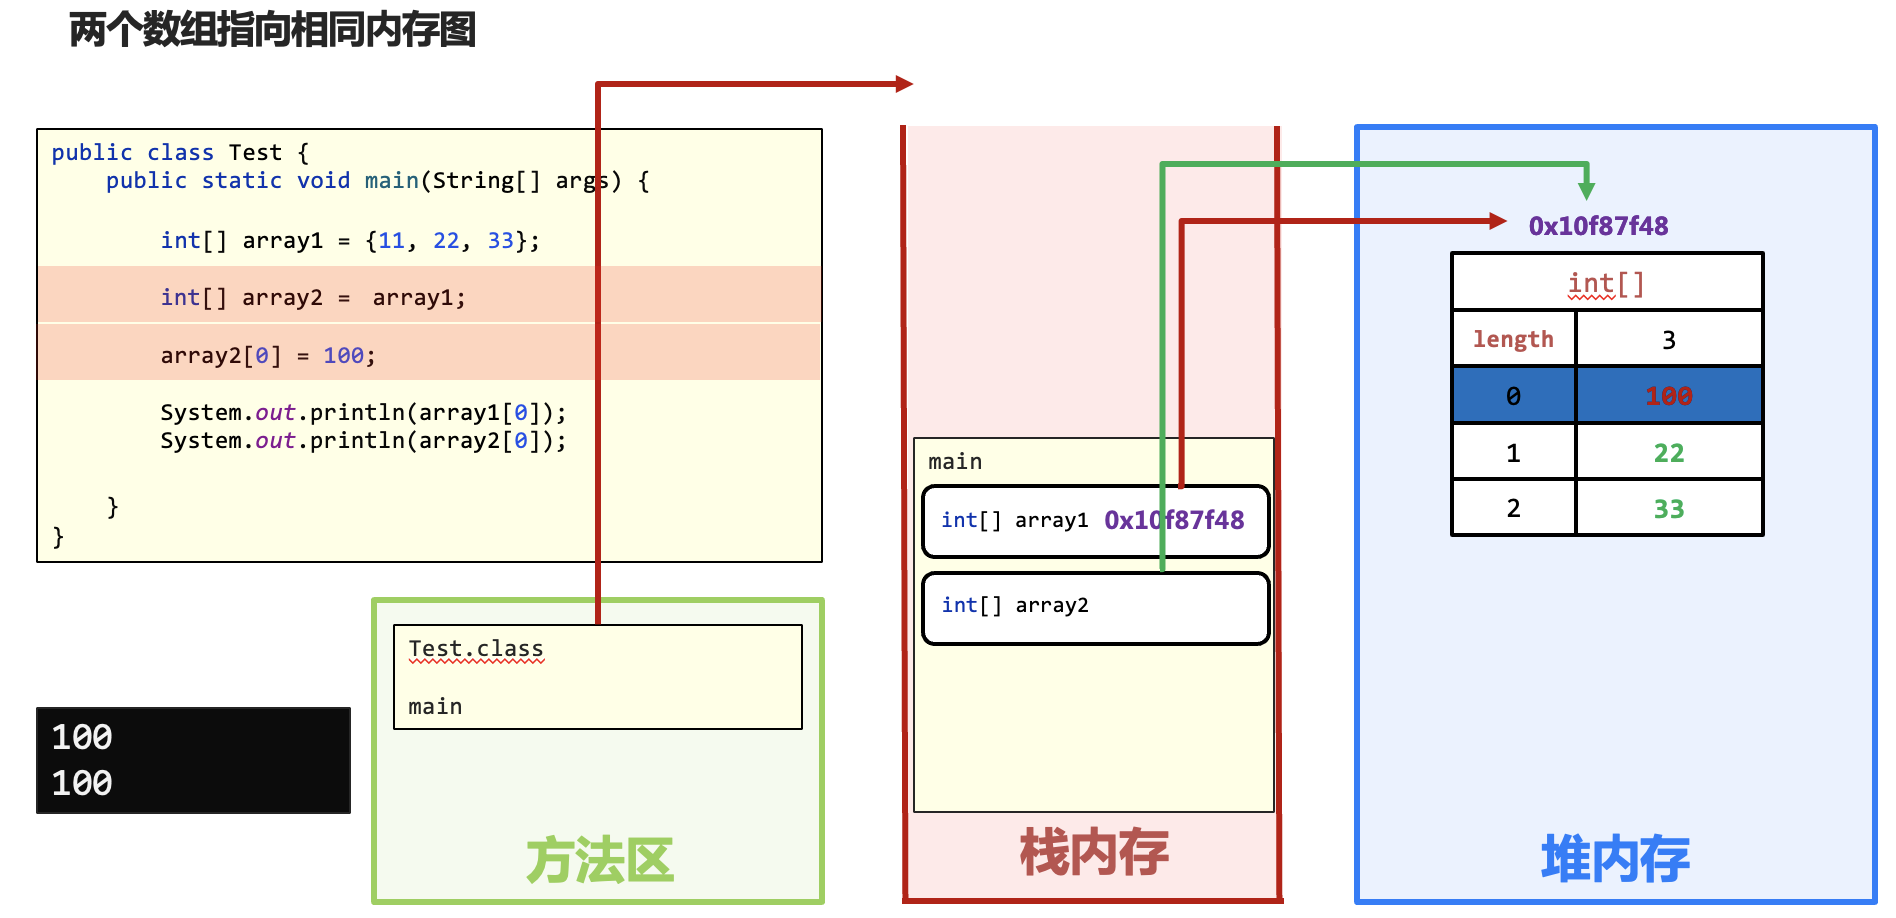 两个数组指向相同内存图
public class Test {
public static void main(String[] args) {
int[] array1 = {11, 22, 33};
int[] array2 = array1;
array2[0] = 100;
System.out.println(array1[0]);
System.out.println(array2[0]);
}
}
100
100
Test.class
main
方法区
main
int[] array1 0x10f87f48
int[] array2
栈内存
0x10f87f48
int[]
length 3
0 100
1 22
2 33
堆内存